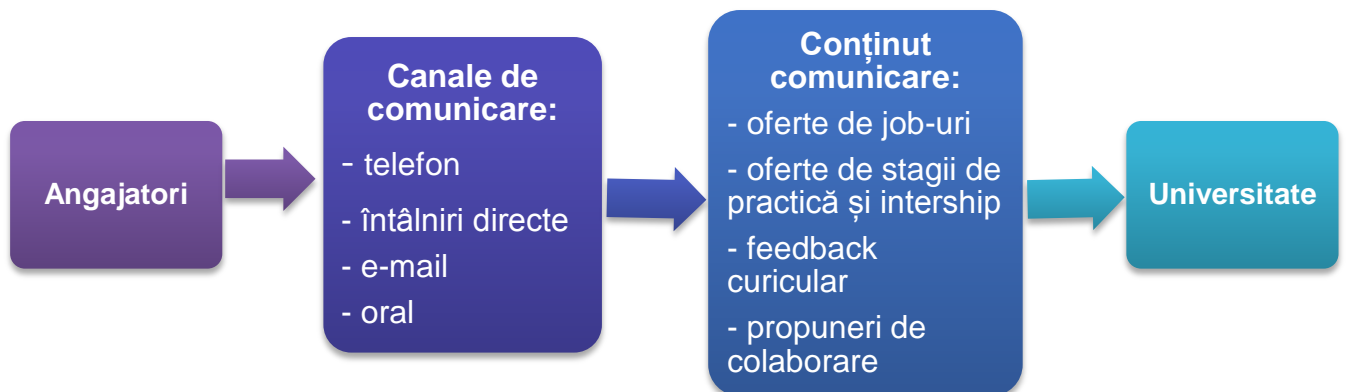 Angajatori
Canale de
comunicare:
- telefon
- întâlniri directe
- e-mail
- oral
Conținut
comunicare:
- oferte de job-uri
- oferte de stagii de
practică și intership
- feedback
curicular
- propuneri de
colaborare
Universitate